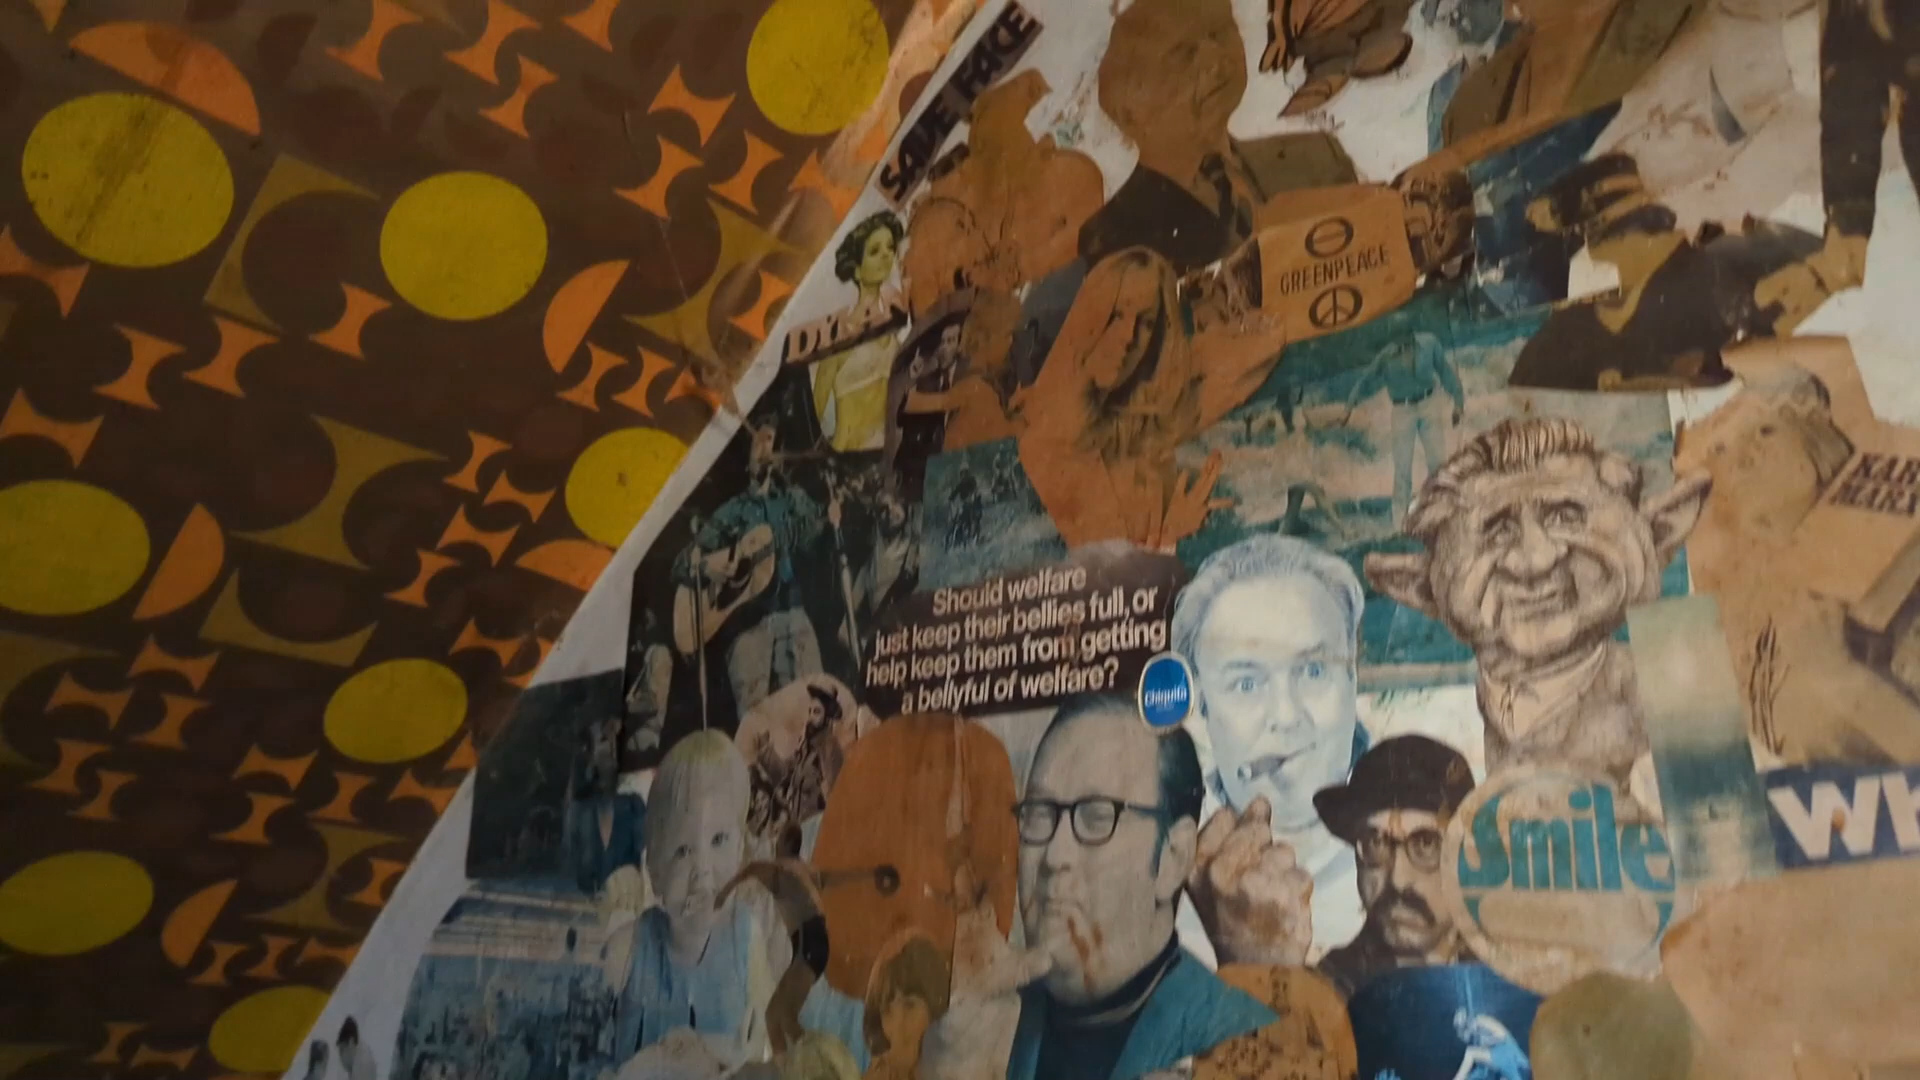 SAVE FACE
DYLAN
GREENPEACE
KARL
MARX
Should welfare
just keep their bellies full, or
help keep them from getting
a bellyful of welfare?
Chiquita
Smile